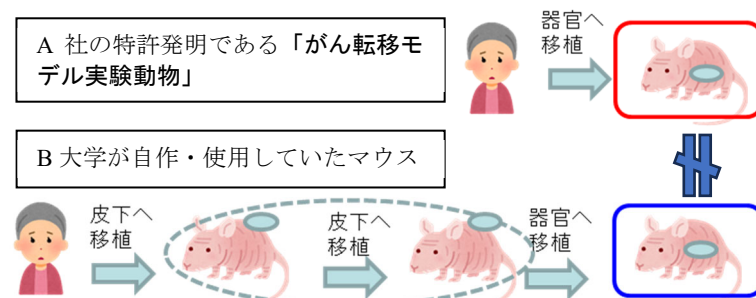 器官へ
移植
A 社の特許発明である「がん転移モ
デル実験動物」
B 大学が自作・使用していたマウス
皮下へ
移植
皮下へ
移植
器官へ
移植